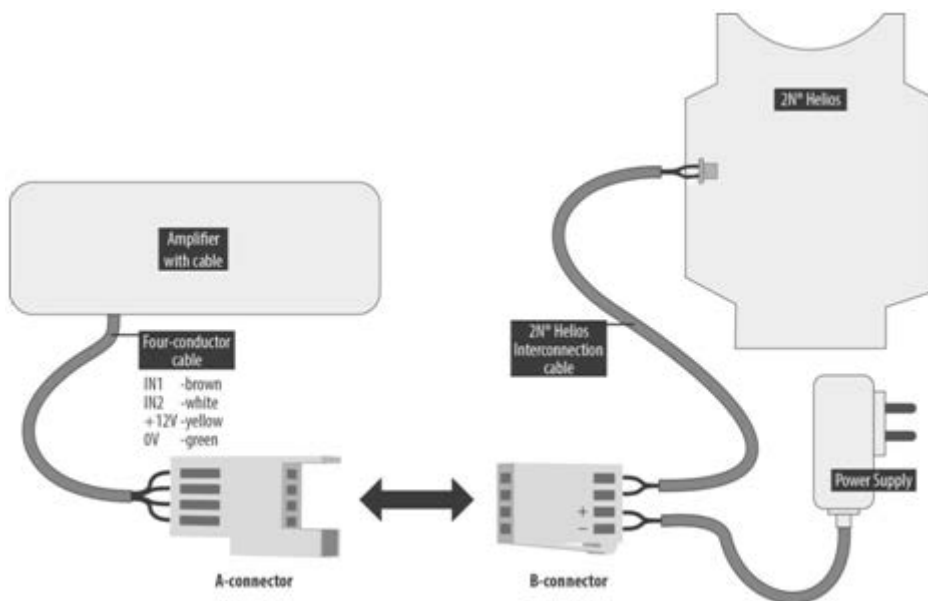 2N® Helios
Amplifier
with cable
Four-conductor
cable
IN1 -brown
IN2 -white
+12V -yellow
0V -green
2N® Helios
Interconnection
cable
Power Supply
+
−
A-connector
B-connector